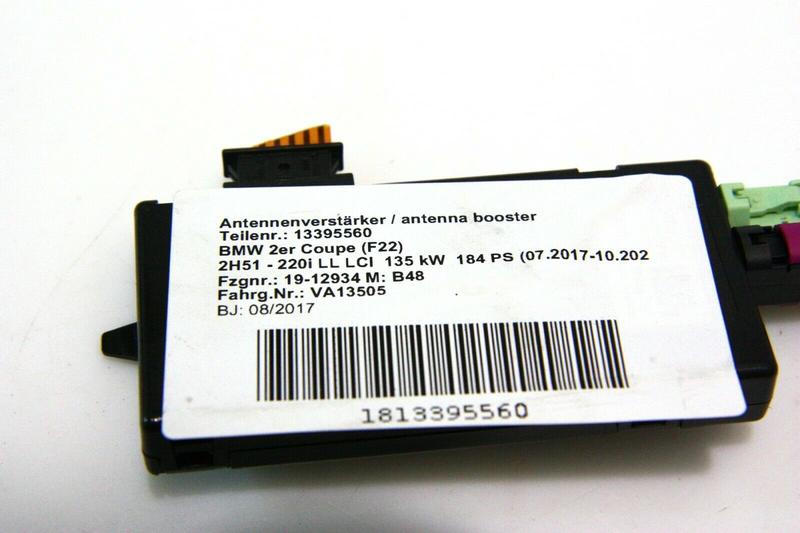 Antennenverstärker / antenna booster
Teilenr.: 13395560
BMW 2er Coupe (F22)
2H51 - 220i LL LCI 135 kW 184 PS (07.2017-10.202
Fzgnr.: 19-12934 M: B48
Fahrg.Nr.: VA13505
BJ: 08/2017
1813395560